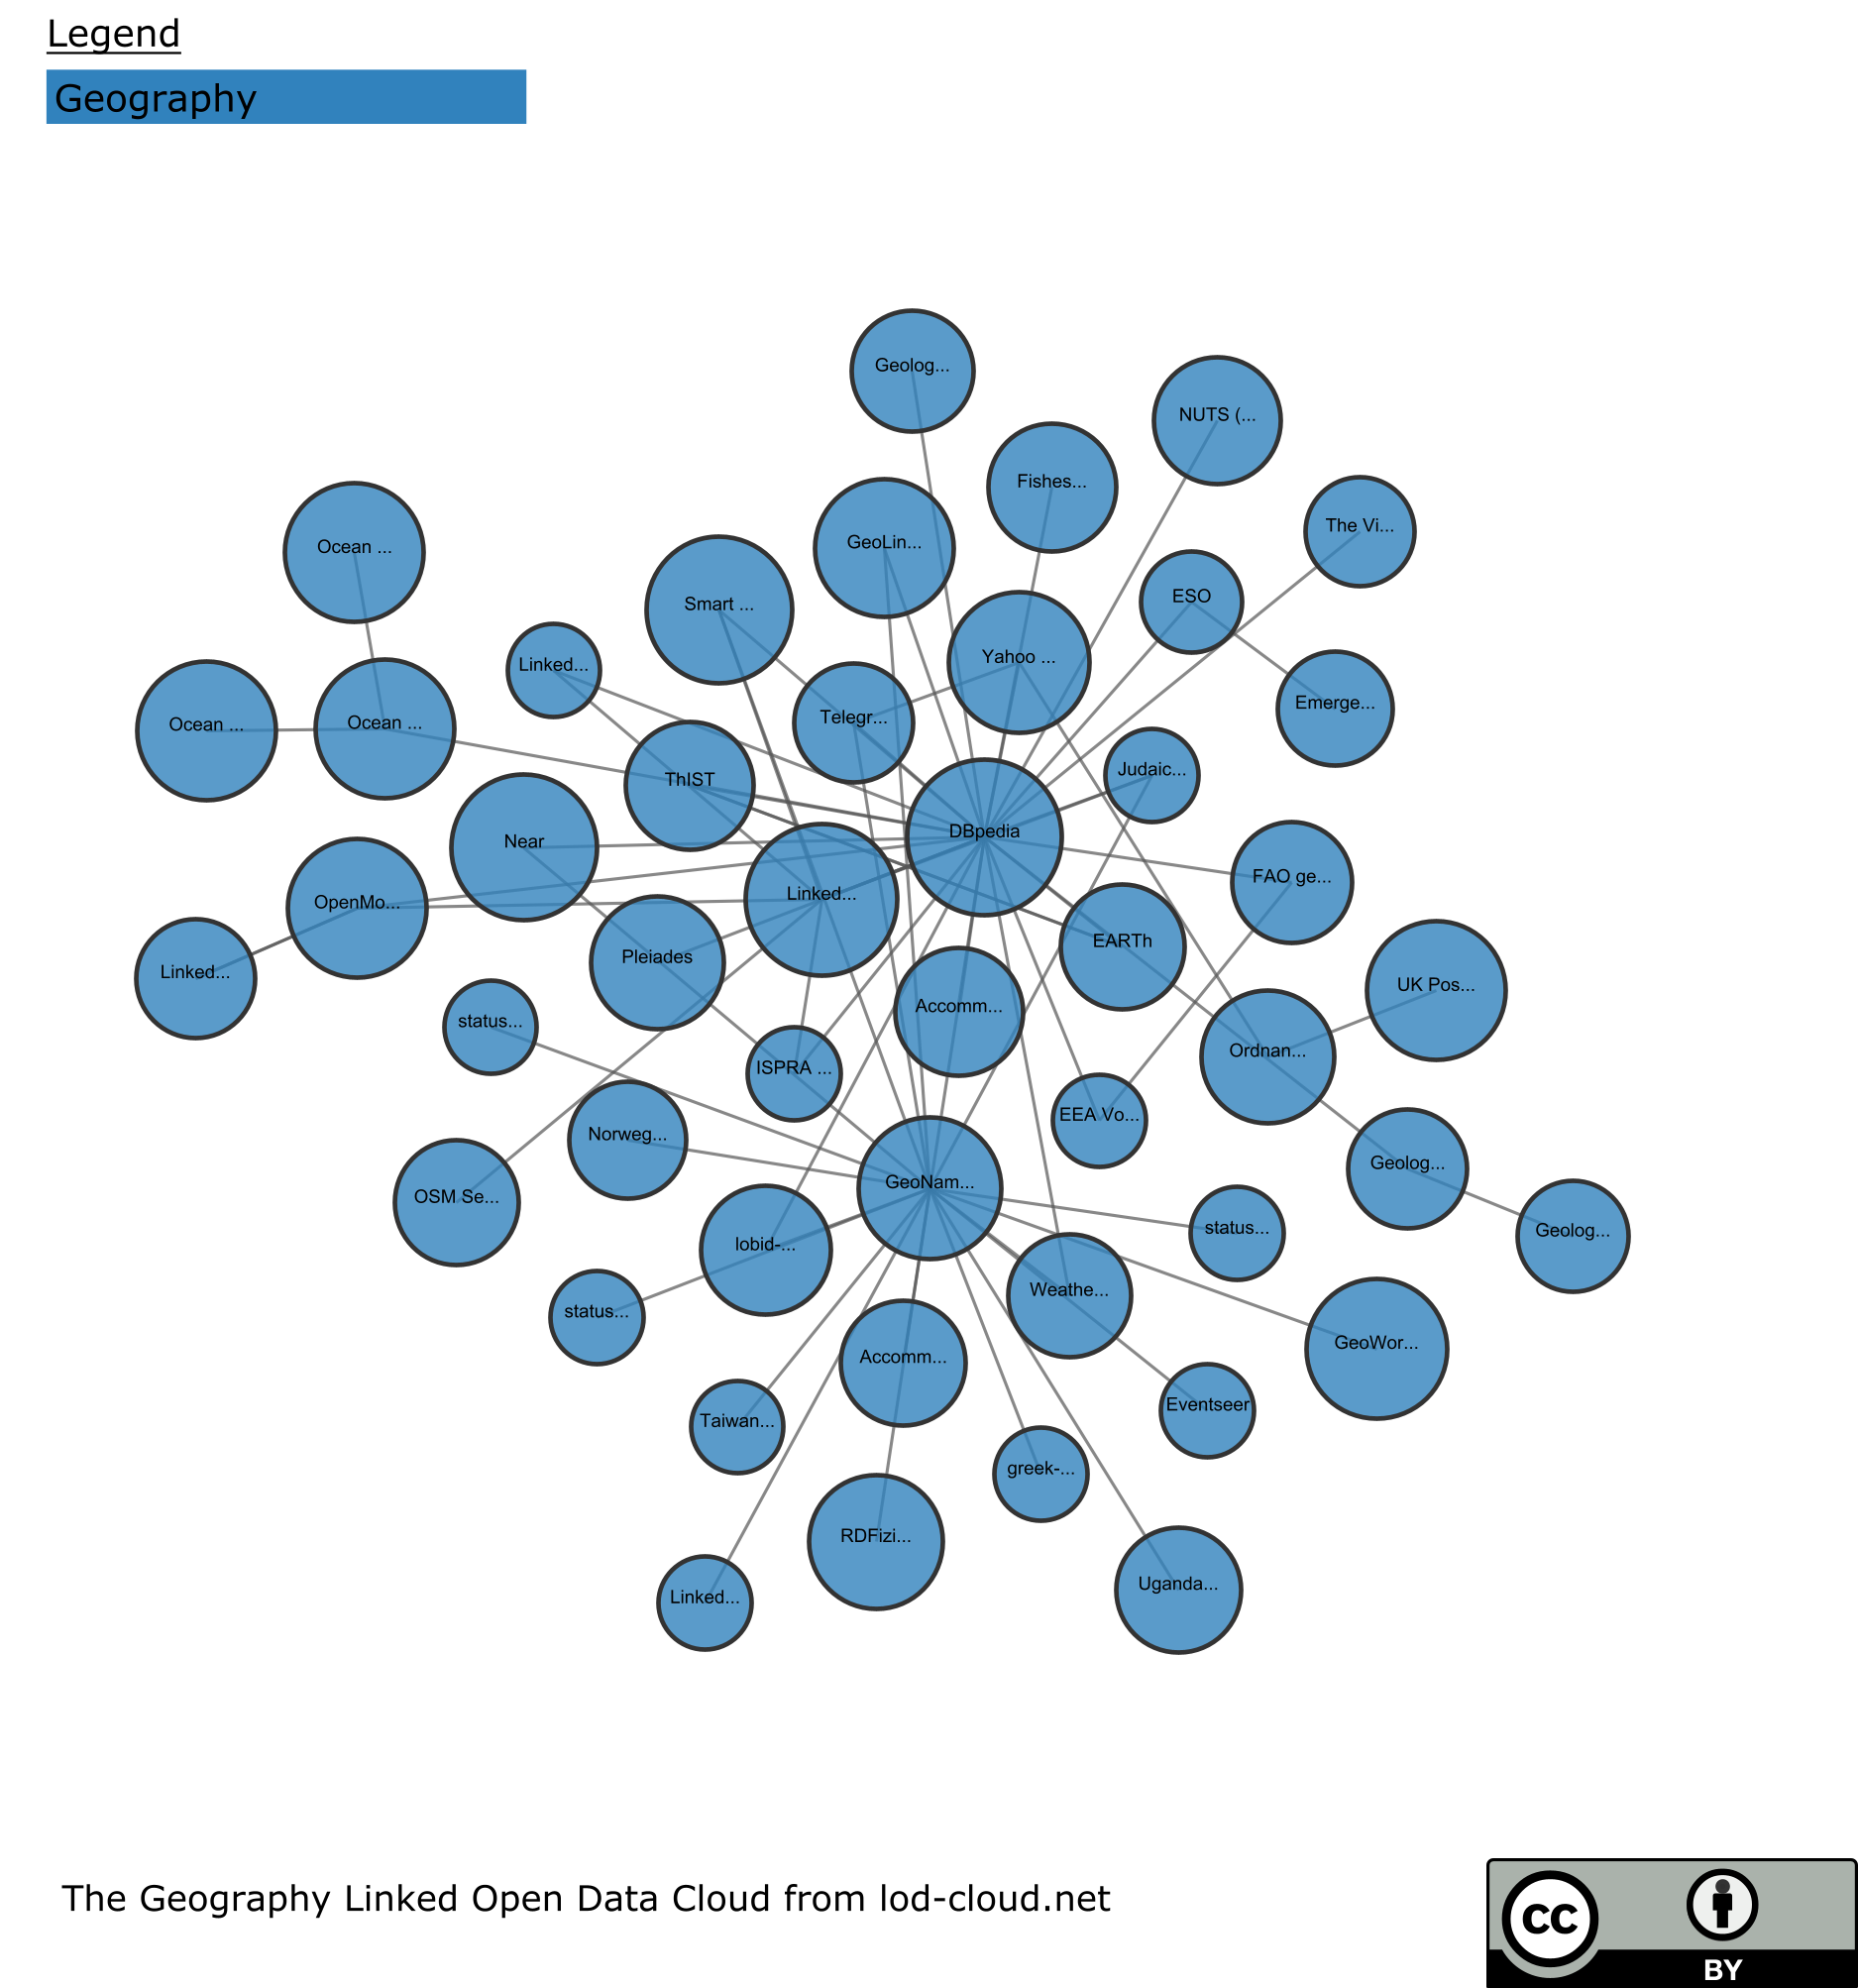 Legend
Geography
Geolog...
NUTS (...
Fishes...
The Vi...
GeoLin...
Ocean ...
ESO
Smart ...
Yahoo ...
Linked...
Emerge...
Telegr...
Ocean ...
Ocean ...
Judaic...
ThIST
DBpedia
Near
FAO ge...
Linked...
OpenMo...
EARTh
Pleiades
Linked...
UK Pos...
Accomm...
status...
Ordnan...
ISPRA ...
EEA Vo...
Norweg...
Geolog...
GeoNam...
OSM Se...
status...
Geolog...
lobid-...
Weathe...
status...
GeoWor...
Accomm...
Eventseer
Taiwan...
greek-...
RDFizi...
Uganda...
Linked...
The Geography Linked Open Data Cloud from lod-cloud.net
cc
BY